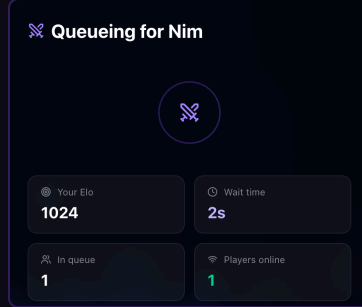 Queueing for Nim
Your Elo
1024
Wait time
2s
In queue
1
Players online
1